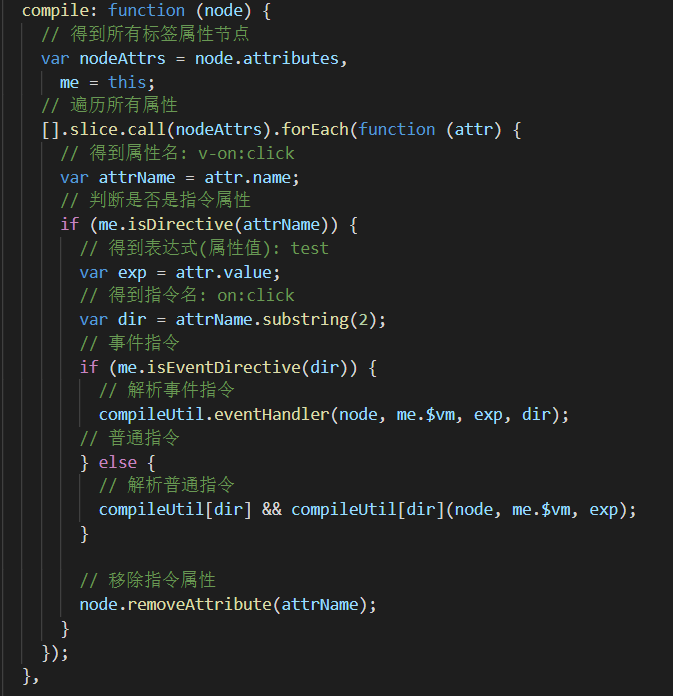 compile: function (node) {
// 得到所有标签属性节点
var nodeAttrs = node.attributes,
me = this;
// 遍历所有属性
[].slice.call(nodeAttrs).forEach(function (attr) {
// 得到属性名: v-on:click
var attrName = attr.name;
// 判断是否是指令属性
if (me.isDirective(attrName)) {
// 得到表达式(属性值): test
var exp = attr.value;
// 得到指令名: on:click
var dir = attrName.substring(2);
// 事件指令
if (me.isEventDirective(dir)) {
// 解析事件指令
compileUtil.eventHandler(node, me.$vm, exp, dir);
// 普通指令
} else {
// 解析普通指令
compileUtil[dir] && compileUtil[dir](node, me.$vm, exp);
}
// 移除指令属性
node.removeAttribute(attrName);
}
});
},